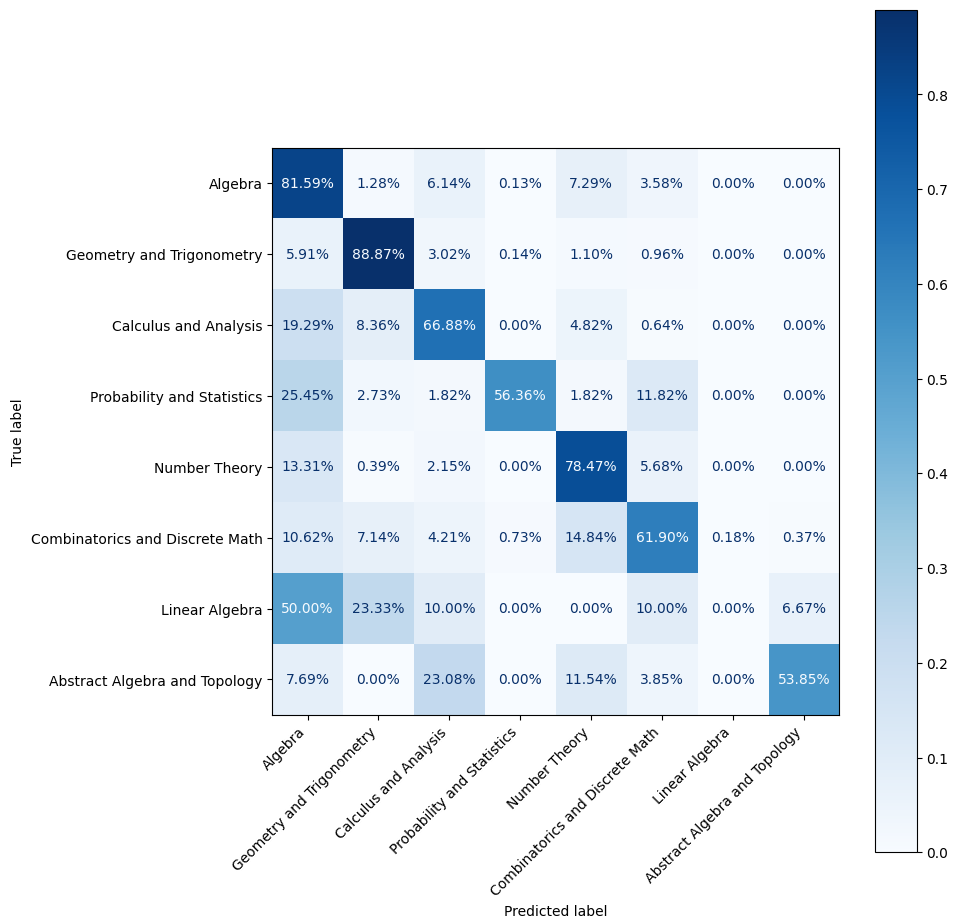 Algebra 81.59% 1.28% 6.14% 0.13% 7.29% 3.58% 0.00% 0.00%
Geometry and Trigonometry 5.91% 88.87% 3.02% 0.14% 1.10% 0.96% 0.00% 0.00%
Calculus and Analysis 19.29% 8.36% 66.88% 0.00% 4.82% 0.64% 0.00% 0.00%
Probability and Statistics 25.45% 2.73% 1.82% 56.36% 1.82% 11.82% 0.00% 0.00%
Number Theory 13.31% 0.39% 2.15% 0.00% 78.47% 5.68% 0.00% 0.00%
Combinatorics and Discrete Math 10.62% 7.14% 4.21% 0.73% 14.84% 61.90% 0.18% 0.37%
Linear Algebra 50.00% 23.33% 10.00% 0.00% 0.00% 10.00% 0.00% 6.67%
Abstract Algebra and Topology 7.69% 0.00% 23.08% 0.00% 11.54% 3.85% 0.00% 53.85%
True label
Algebra
Geometry and Trigonometry
Calculus and Analysis
Probability and Statistics
Number Theory
Combinatorics and Discrete Math
Linear Algebra
Abstract Algebra and Topology
Predicted label
0.8
0.7
0.6
0.5
0.4
0.3
0.2
0.1
0.0